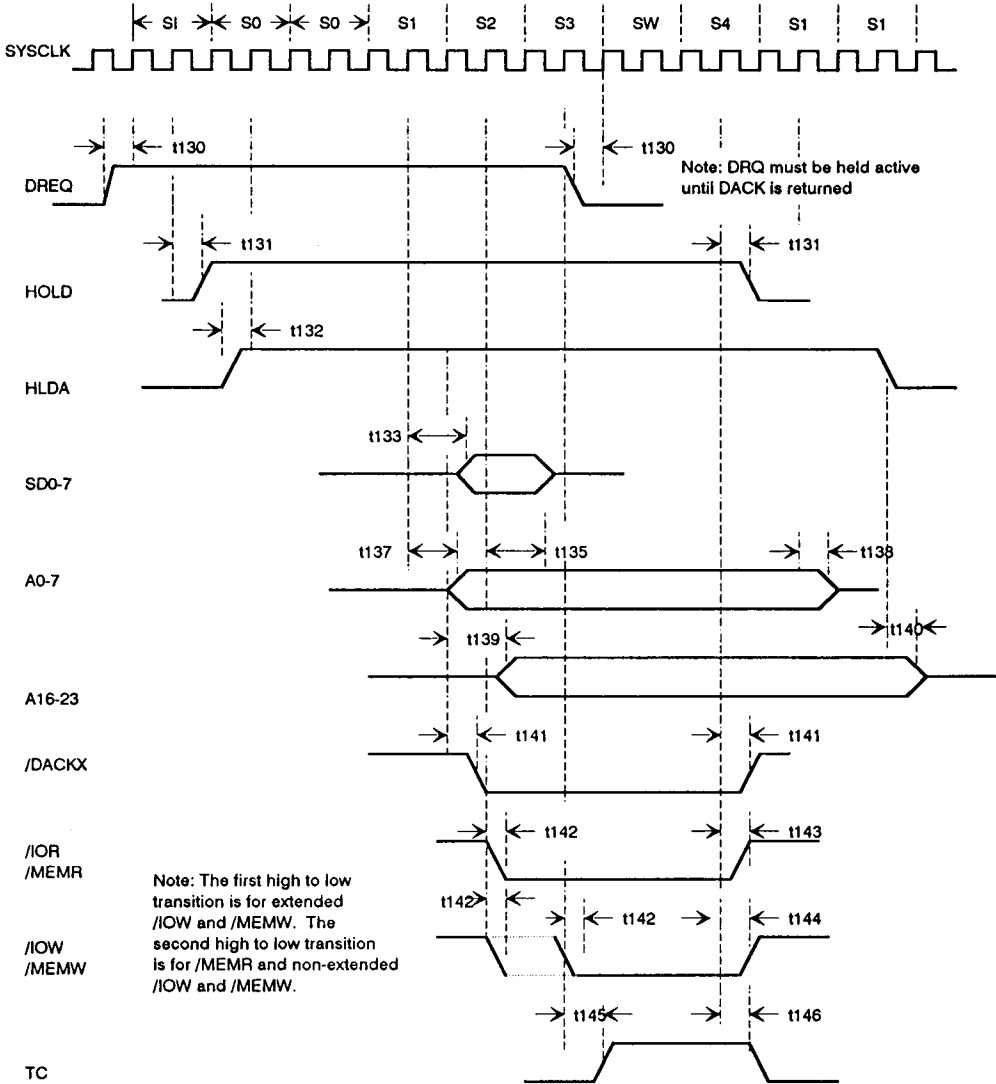 SI S0 S0 S1 S2 S3 SW S4 S1 S1
SYSCLK
t130 t130
Note: DRQ must be held active
until DACK is returned
DREQ
t131 t131
HOLD
t132
HLDA
t133
SD0-7
t137 t135 t138
A0-7
t139 t140
A16-23
t141 t141
/DACKX
t142 t143
/IOR
/MEMR
Note: The first high to low
transition is for extended
/IOW and /MEMW. The
second high to low transition
is for /MEMR and non-extended
/IOW and /MEMW.
t142 t142 t144
/IOW
/MEMW
t145 t146
TC